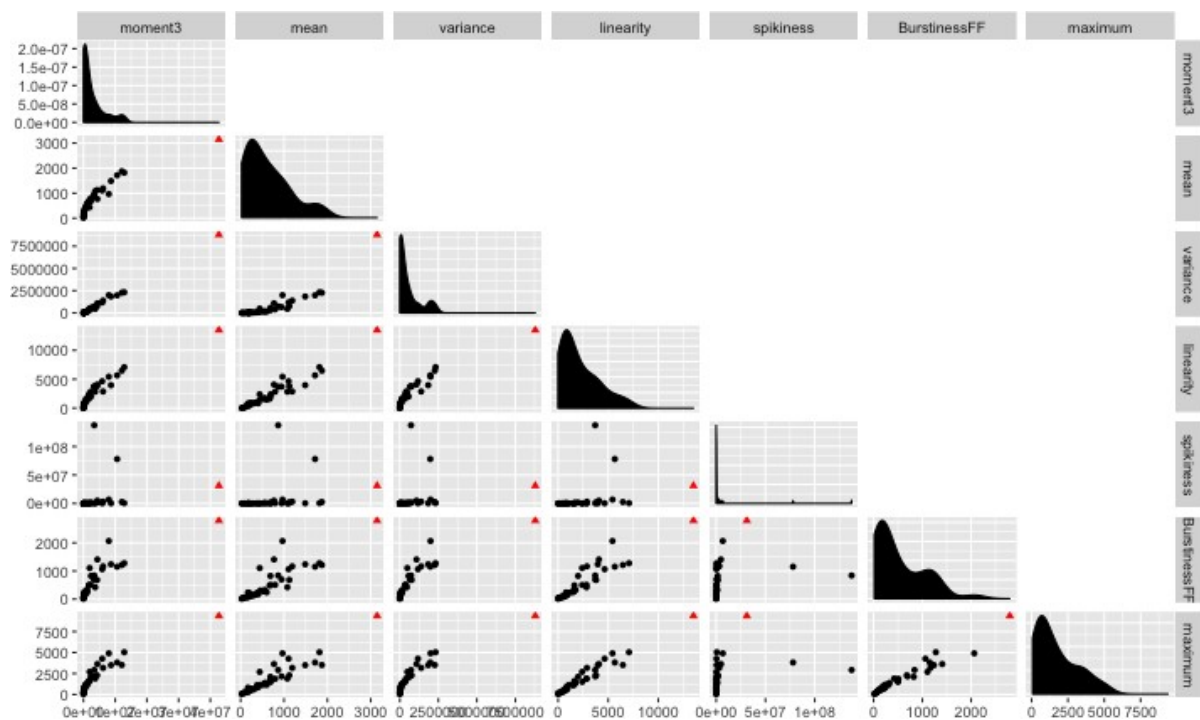 moment3 mean variance linearity spikiness BurstinessFF maximum
2.0e-07
1.5e-07
1.0e-07
5.0e-08
0.0e+00
moment3
3000
2000
1000
0
mean
7500000
5000000
2500000
0
variance
10000
5000
0
linearity
1e+08
5e+07
0e+00
spikiness
2000
1000
0
BurstinessFF
7500
5000
2500
0
maximum
0 1000 2000 3000 0 5000 10000 0e+00 5e+07 1e+08 0 1000 2000 0 2500 5000 7500